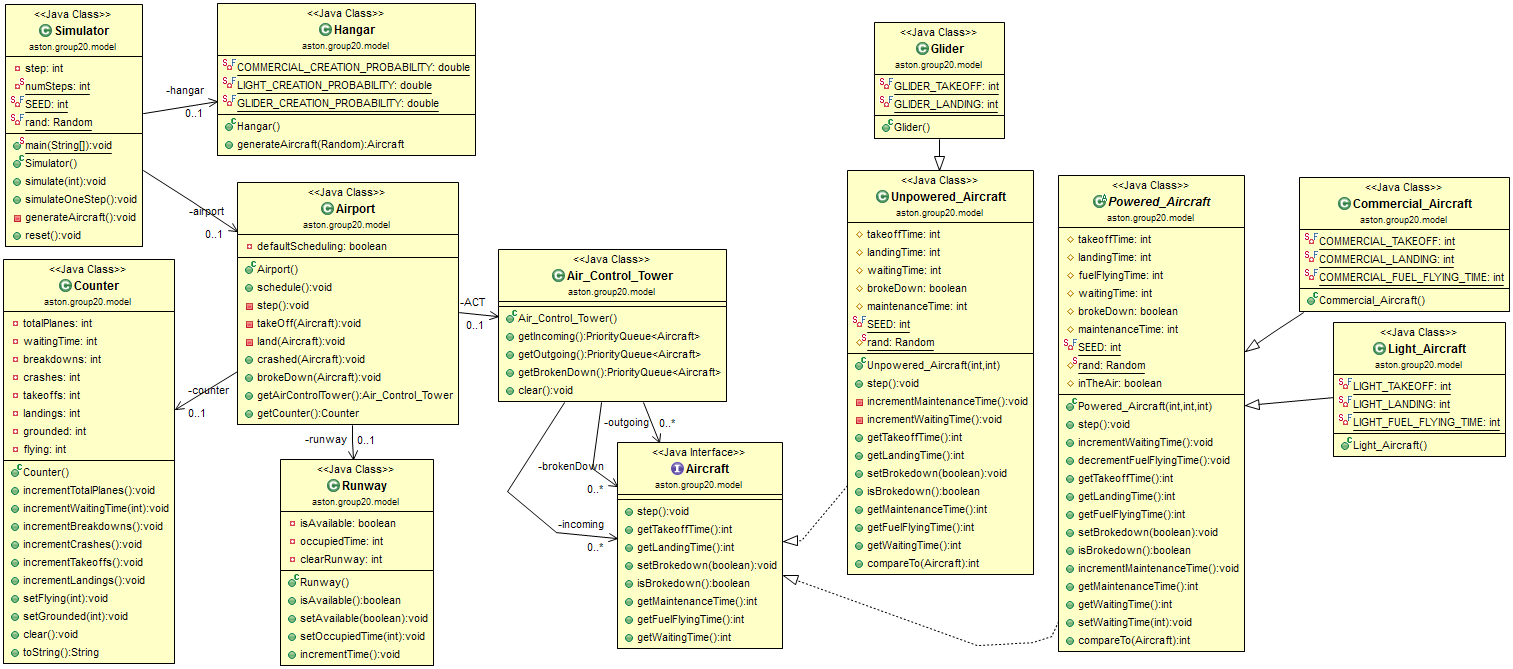 <<Java Class>>
Simulator
aston.group20.model
step: int
numSteps: int
SEED: int
rand: Random
main(String[]):void
Simulator()
simulate(int):void
simulateOneStep():void
generateAircraft():void
reset():void
-hangar
0..1
<<Java Class>>
Hangar
aston.group20.model
COMMERCIAL_CREATION_PROBABILITY: double
LIGHT_CREATION_PROBABILITY: double
GLIDER_CREATION_PROBABILITY: double
Hangar()
generateAircraft(Random):Aircraft
-airport
0..1
<<Java Class>>
Airport
aston.group20.model
defaultScheduling: boolean
Airport()
schedule():void
step():void
takeOff(Aircraft):void
land(Aircraft):void
crashed(Aircraft):void
brokeDown(Aircraft):void
getAirControlTower():Air_Control_Tower
getCounter():Counter
<<Java Class>>
Counter
aston.group20.model
totalPlanes: int
waitingTime: int
breakdowns: int
crashes: int
takeoffs: int
landings: int
grounded: int
flying: int
Counter()
incrementTotalPlanes():void
incrementWaitingTime(int):void
incrementBreakdowns():void
incrementCrashes():void
incrementTakeoffs():void
incrementLandings():void
setFlying(int):void
setGrounded(int):void
clear():void
toString():String
-counter
0..1
-runway
0..1
<<Java Class>>
Runway
aston.group20.model
isAvailable: boolean
occupiedTime: int
clearRunway: int
Runway()
isAvailable():boolean
setAvailable(boolean):void
setOccupiedTime(int):void
incrementTime():void
-ACT
0..1
<<Java Class>>
Air_Control_Tower
aston.group20.model
Air_Control_Tower()
getIncoming():PriorityQueue<Aircraft>
getOutgoing():PriorityQueue<Aircraft>
getBrokenDown():PriorityQueue<Aircraft>
clear():void
-outgoing
0..*
-brokenDown
0..*
-incoming
0..*
<<Java Interface>>
Aircraft
aston.group20.model
step():void
getTakeoffTime():int
getLandingTime():int
setBrokedown(boolean):void
isBrokedown():boolean
getMaintenanceTime():int
getFuelFlyingTime():int
getWaitingTime():int
<<Java Class>>
Glider
aston.group20.model
GLIDER_TAKEOFF: int
GLIDER_LANDING: int
Glider()
<<Java Class>>
Unpowered_Aircraft
aston.group20.model
takeoffTime: int
landingTime: int
waitingTime: int
brokeDown: boolean
maintenanceTime: int
SEED: int
rand: Random
Unpowered_Aircraft(int,int)
step():void
incrementMaintenanceTime():void
incrementWaitingTime():void
getTakeoffTime():int
getLandingTime():int
setBrokedown(boolean):void
isBrokedown():boolean
getMaintenanceTime():int
getFuelFlyingTime():int
getWaitingTime():int
compareTo(Aircraft):int
<<Java Class>>
Powered_Aircraft
aston.group20.model
takeoffTime: int
landingTime: int
fuelFlyingTime: int
waitingTime: int
brokeDown: boolean
maintenanceTime: int
SEED: int
rand: Random
inTheAir: boolean
Powered_Aircraft(int,int,int)
step():void
incrementWaitingTime():void
decrementFuelFlyingTime():void
getTakeoffTime():int
getLandingTime():int
getFuelFlyingTime():int
setBrokedown(boolean):void
isBrokedown():boolean
incrementMaintenanceTime():void
getMaintenanceTime():int
getWaitingTime():int
setWaitingTime(int):void
compareTo(Aircraft):int
<<Java Class>>
Commercial_Aircraft
aston.group20.model
COMMERCIAL_TAKEOFF: int
COMMERCIAL_LANDING: int
COMMERCIAL_FUEL_FLYING_TIME: int
Commercial_Aircraft()
<<Java Class>>
Light_Aircraft
aston.group20.model
LIGHT_TAKEOFF: int
LIGHT_LANDING: int
LIGHT_FUEL_FLYING_TIME: int
Light_Aircraft()